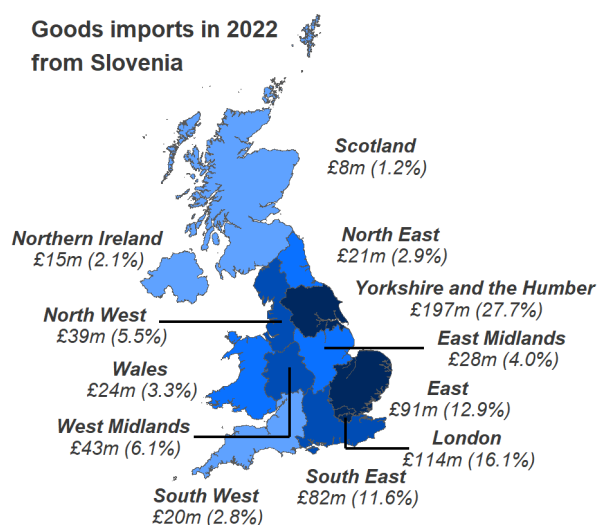 Goods imports in 2022
from Slovenia
Scotland
£8m (1.2%)
Northern Ireland
£15m (2.1%)
North East
£21m (2.9%)
Yorkshire and the Humber
£197m (27.7%)
North West
£39m (5.5%)
East Midlands
£28m (4.0%)
Wales
£24m (3.3%)
East
£91m (12.9%)
West Midlands
£43m (6.1%)
London
£114m (16.1%)
South East
£82m (11.6%)
South West
£20m (2.8%)